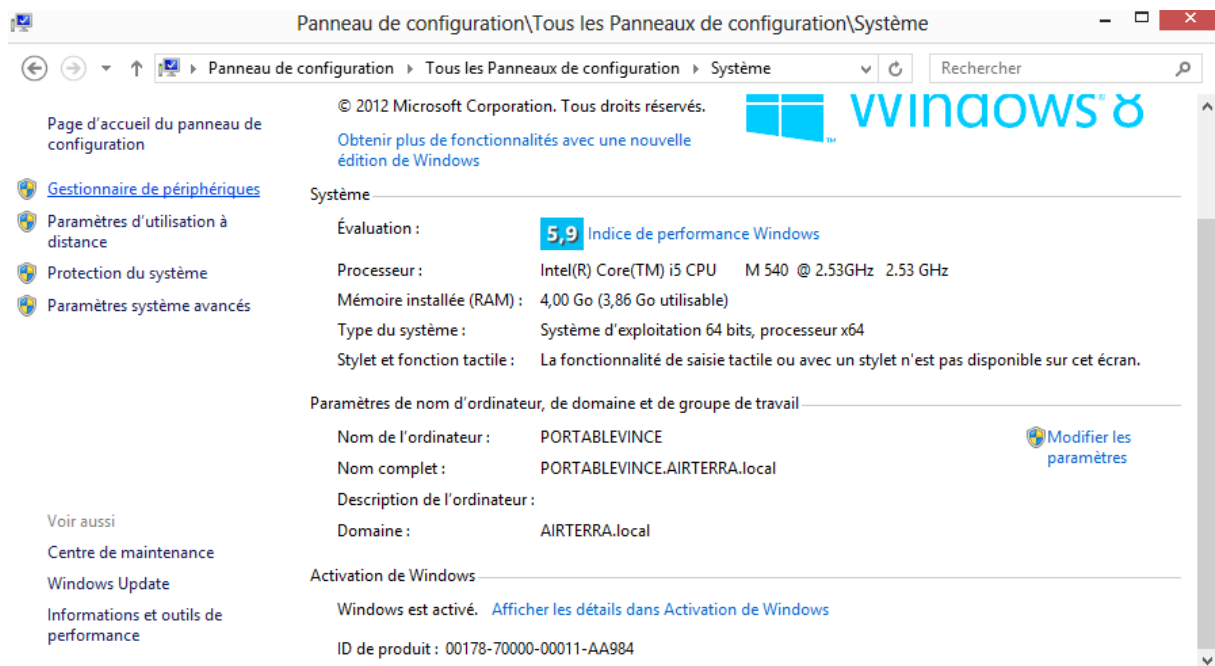 Panneau de configuration\Tous les Panneaux de configuration\Système
Panneau de configuration Tous les Panneaux de configuration Système
Rechercher
Page d'accueil du panneau de
configuration
Gestionnaire de périphériques
Paramètres d'utilisation à
distance
Protection du système
Paramètres système avancés
Voir aussi
Centre de maintenance
Windows Update
Informations et outils de
performance
© 2012 Microsoft Corporation. Tous droits réservés.
Windows® 8
Obtenir plus de fonctionnalités avec une nouvelle
édition de Windows
Système
Évaluation : 5,9 Indice de performance Windows
Processeur : Intel(R) Core(TM) i5 CPU M 540 @ 2.53GHz 2.53 GHz
Mémoire installée (RAM) : 4,00 Go (3,86 Go utilisable)
Type du système : Système d'exploitation 64 bits, processeur x64
Stylet et fonction tactile : La fonctionnalité de saisie tactile ou avec un stylet n'est pas disponible sur cet écran.
Paramètres de nom d'ordinateur, de domaine et de groupe de travail
Nom de l'ordinateur : PORTABLEVINCE
Modifier les
paramètres
Nom complet : PORTABLEVINCE.AIRTERRA.local
Description de l'ordinateur :
Domaine : AIRTERRA.local
Activation de Windows
Windows est activé. Afficher les détails dans Activation de Windows
ID de produit : 00178-70000-00011-AA984